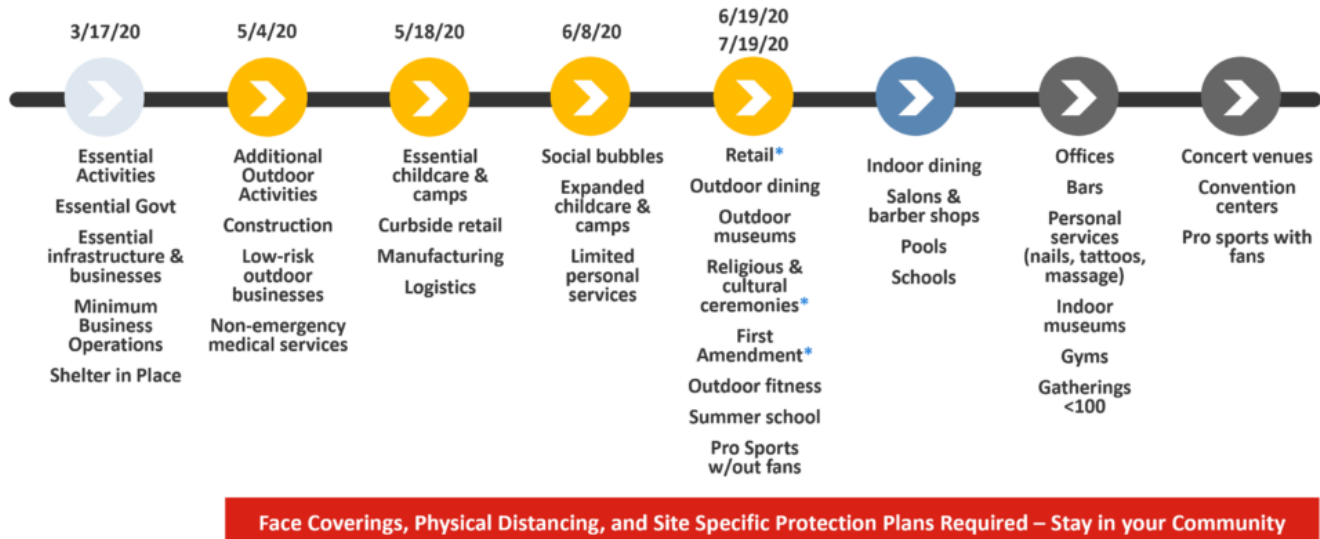 3/17/20
5/4/20
5/18/20
6/8/20
6/19/20
7/19/20
Essential
Activities
Essential Govt
Essential
infrastructure &
businesses
Minimum
Business
Operations
Shelter in Place
Additional
Outdoor
Activities
Construction
Low-risk
outdoor
businesses
Non-emergency
medical services
Essential
childcare &
camps
Curbside retail
Manufacturing
Logistics
Social bubbles
Expanded
childcare &
camps
Limited
personal
services
Retail*
Outdoor dining
Outdoor
museums
Religious &
cultural
ceremonies*
First
Amendment*
Outdoor fitness
Summer school
Pro Sports
w/out fans
Indoor dining
Salons &
barber shops
Pools
Schools
Offices
Bars
Personal
services
(nails, tattoos,
massage)
Indoor
museums
Gyms
Gatherings
<100
Concert venues
Convention
centers
Pro sports with
fans
Face Coverings, Physical Distancing, and Site Specific Protection Plans Required – Stay in your Community